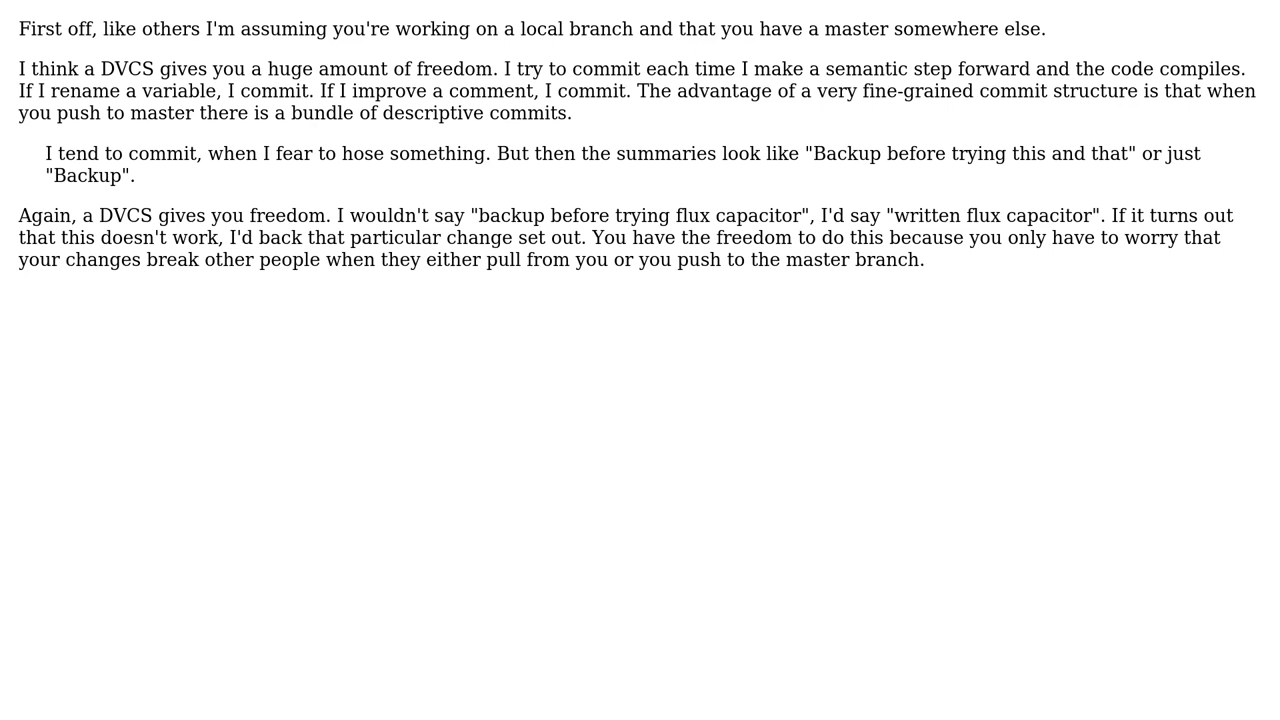 First off, like others I'm assuming you're working on a local branch and that you have a master somewhere else.
I think a DVCS gives you a huge amount of freedom. I try to commit each time I make a semantic step forward and the code compiles.
If I rename a variable, I commit. If I improve a comment, I commit. The advantage of a very fine-grained commit structure is that when
you push to master there is a bundle of descriptive commits.
I tend to commit, when I fear to hose something. But then the summaries look like "Backup before trying this and that" or just
"Backup".
Again, a DVCS gives you freedom. I wouldn't say "backup before trying flux capacitor", I'd say "written flux capacitor". If it turns out
that this doesn't work, I'd back that particular change set out. You have the freedom to do this because you only have to worry that
your changes break other people when they either pull from you or you push to the master branch.